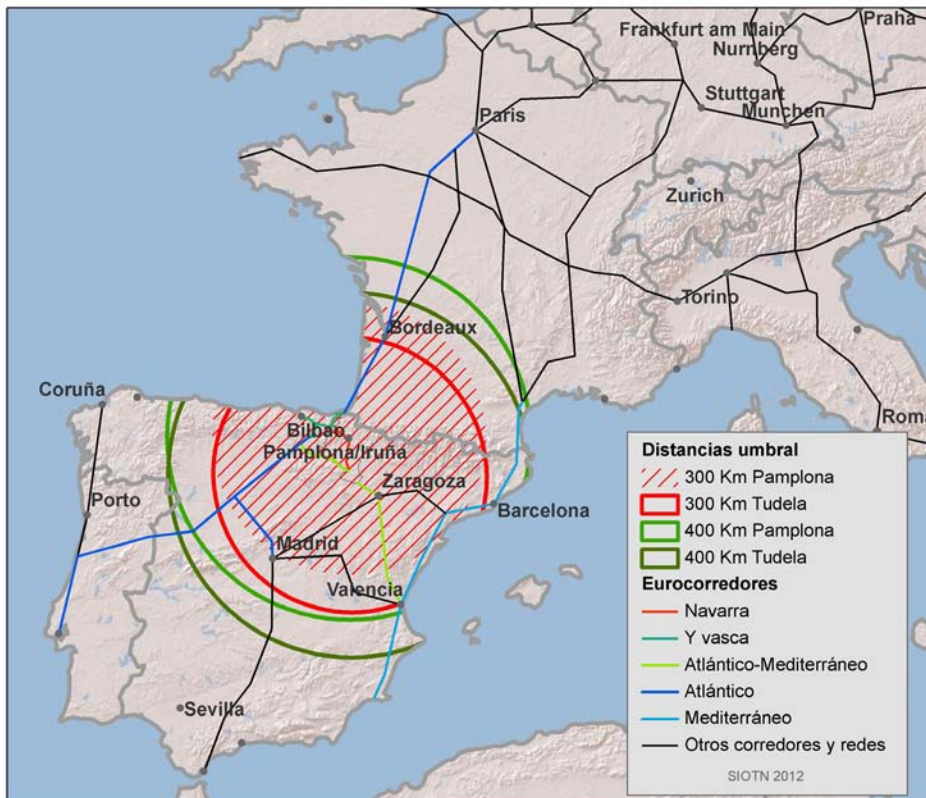 Praha
Frankfurt am Main
Nurnberg
Stuttgart
Munchen
Paris
Zurich
Torino
Bordeaux
Coruña
Roma
Bilbao
Pamplona/Iruña
Zaragoza
Porto
Barcelona
Madrid
Valencia
Sevilla
Distancias umbral
300 Km Pamplona
300 Km Tudela
400 Km Pamplona
400 Km Tudela
Eurocorredores
Navarra
Y vasca
Atlántico-Mediterráneo
Atlántico
Mediterráneo
Otros corredores y redes
SIOTN 2012